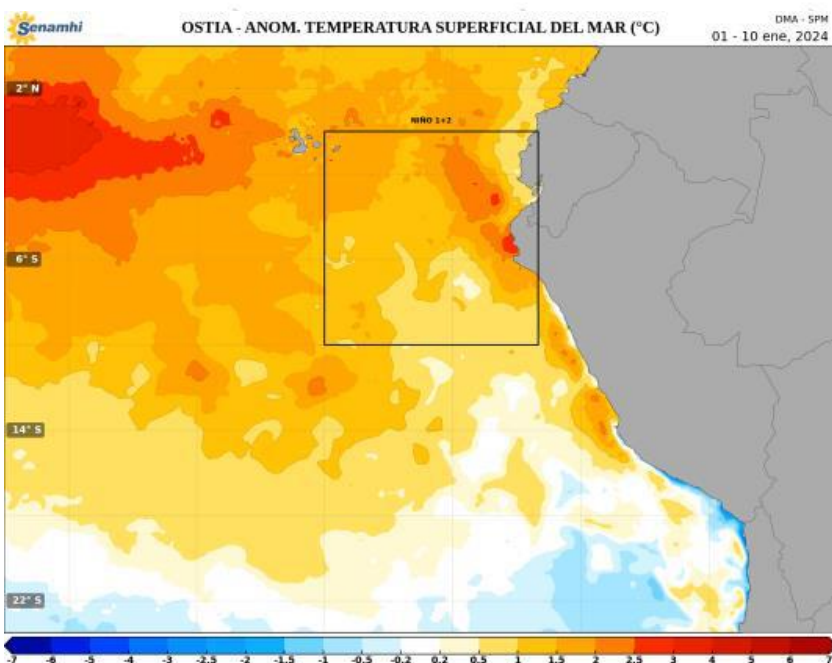 Senamhi
OSTIA - ANOM. TEMPERATURA SUPERFICIAL DEL MAR (°C)
DMA - SPM
01 - 10 ene, 2024
2° N
NIÑO 1+2
6° S
14° S
22° S
-7 -6 -5 -4 -3 -2.5 -2 -1.5 -1 -0.5 -0.2 0.2 0.5 1 1.5 2 2.5 3 4 5 6 7